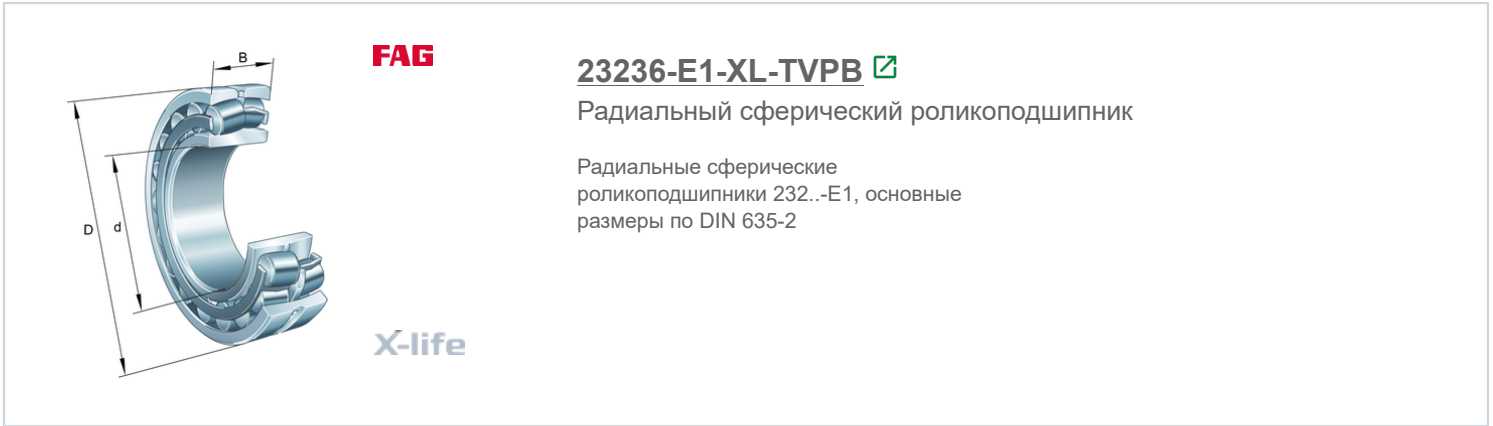 B
D
d
FAG
X-life
23236-E1-XL-TVPB
Радиальный сферический роликоподшипник
Радиальные сферические
роликоподшипники 232..-E1, основные
размеры по DIN 635-2